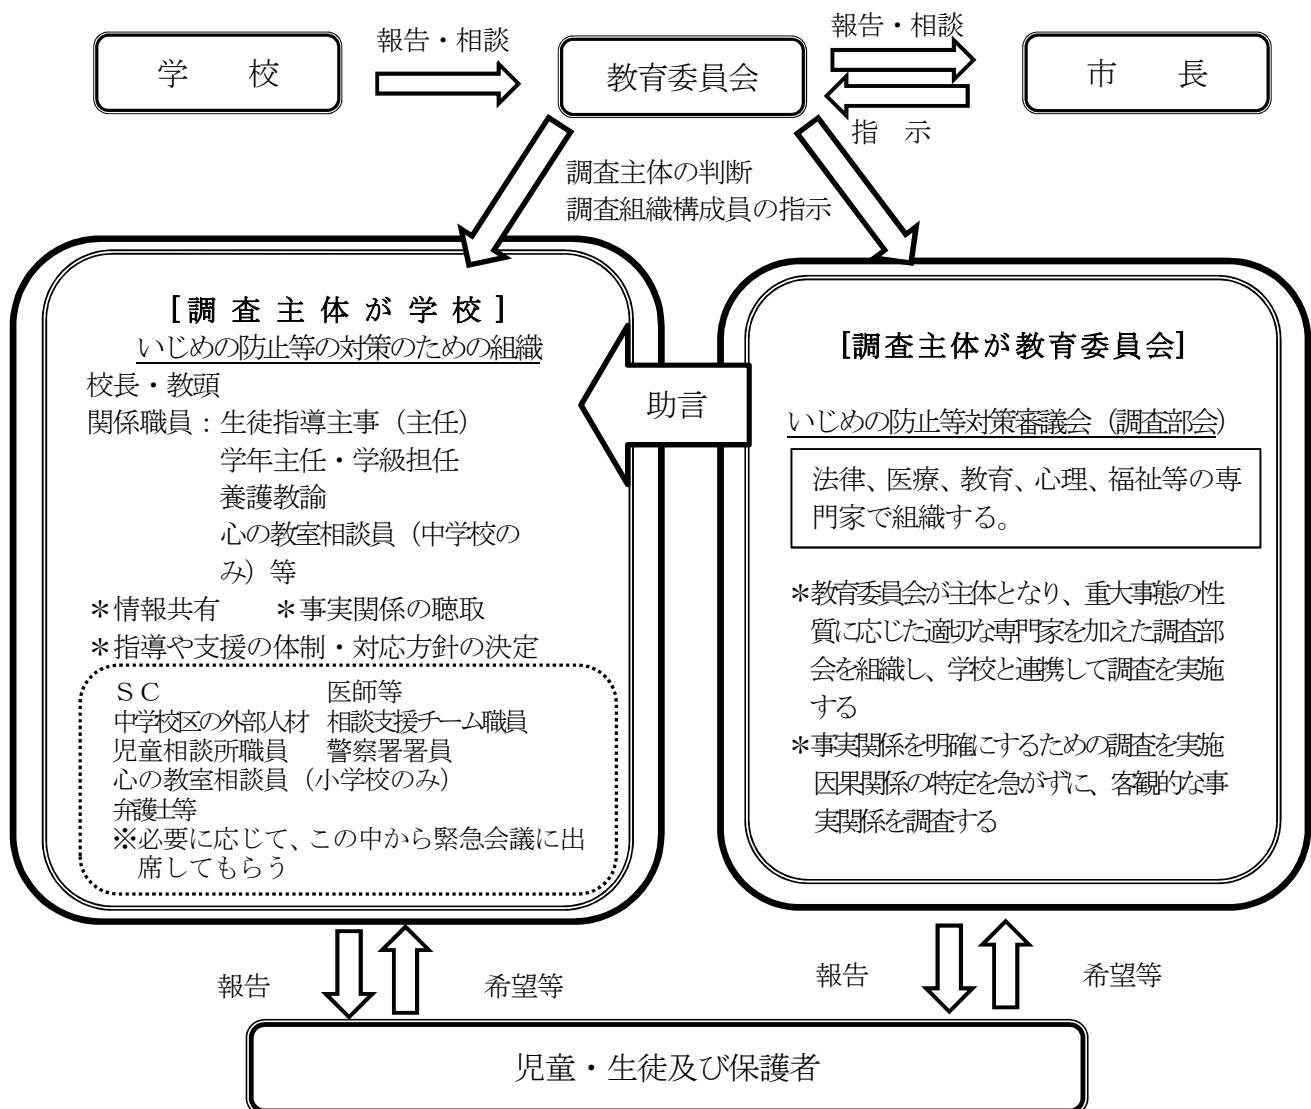 報告・相談
報告・相談
学　　校
教育委員会
市　　長
指　示
調査主体の判断
調査組織構成員の指示
［調 査 主 体 が 学 校 ］
いじめの防止等の対策のための組織
校長・教頭
関係職員：生徒指導主事（主任）
学年主任・学級担任
養護教諭
心の教室相談員（中学校の
み）等
＊情報共有　　＊事実関係の聴取
＊指導や支援の体制・対応方針の決定
ＳＣ　　　　　　医師等
中学校区の外部人材　相談支援チーム職員
児童相談所職員　　警察署署員
心の教室相談員（小学校のみ）
弁護士等
※必要に応じて、この中から緊急会議に出
席してもらう
助言
［調査主体が教育委員会］
いじめの防止等対策審議会（調査部会）
法律、医療、教育、心理、福祉等の専
門家で組織する。
＊教育委員会が主体となり、重大事態の性
質に応じた適切な専門家を加えた調査部
会を組織し、学校と連携して調査を実施
する
＊事実関係を明確にするための調査を実施
因果関係の特定を急がずに、客観的な事
実関係を調査する
報告
希望等
報告
希望等
児童・生徒及び保護者